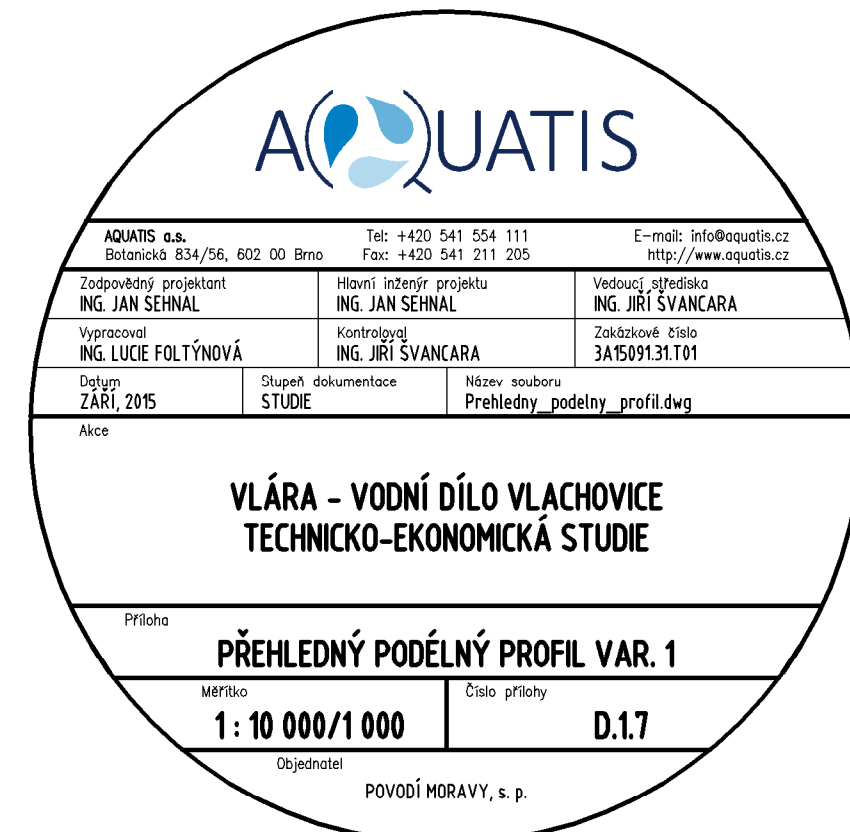 AQUATIS
AQUATIS a.s. Tel: +420 541 554 111 E-mail: info@aquatis.cz
Botanická 834/56, 602 00 Brno Fax: +420 541 211 205 http://www.aquatis.cz
Zodpovědný projektant Hlavní inženýr projektu Vedoucí střediska
ING. JAN SEHNAL ING. JAN SEHNAL ING. JIŘÍ ŠVANCARA
Vypracoval Kontroloval Zakázkové číslo
ING. LUCIE FOLTÝNOVÁ ING. JIŘÍ ŠVANCARA 3A15091.31.T01
Datum Stupeň dokumentace Název souboru
ZÁŘÍ, 2015 STUDIE Prehledny_podelny_profil.dwg
Akce
VLÁRA - VODNÍ DÍLO VLACHOVICE
TECHNICKO-EKONOMICKÁ STUDIE
Příloha
PŘEHLEDNÝ PODÉLNÝ PROFIL VAR. 1
Měřítko Číslo přílohy
1 : 10 000/1 000 D.1.7
Objednatel
POVODÍ MORAVY, s. p.